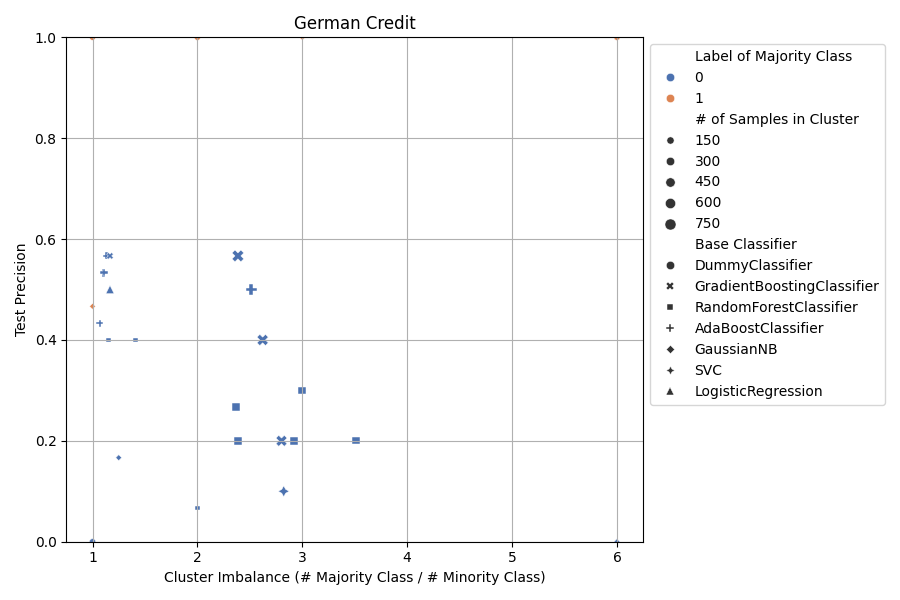 German Credit
1.0
0.8
0.6
0.4
0.2
0.0
Test Precision
1 2 3 4 5 6
Cluster Imbalance (# Majority Class / # Minority Class)
Label of Majority Class
0
1
# of Samples in Cluster
150
300
450
600
750
Base Classifier
DummyClassifier
GradientBoostingClassifier
RandomForestClassifier
AdaBoostClassifier
GaussianNB
SVC
LogisticRegression